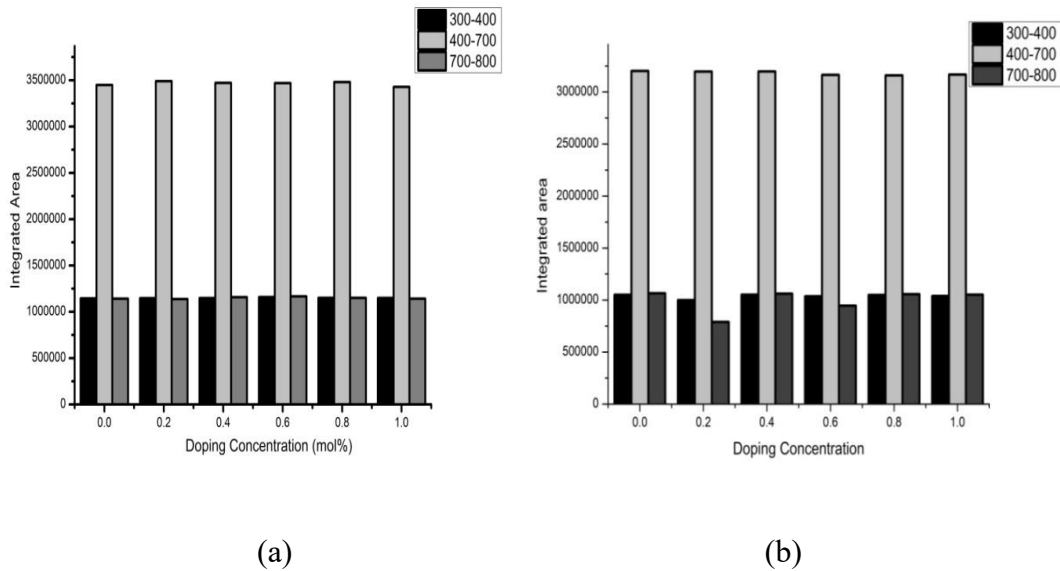 300-400
400-700
700-800
3500000
3000000
2500000
2000000
1500000
1000000
500000
0
Integrated Area
0.0 0.2 0.4 0.6 0.8 1.0
Doping Concentration (mol%)
(a)
300-400
400-700
700-800
3000000
2500000
2000000
1500000
1000000
500000
0
Integrated area
0.0 0.2 0.4 0.6 0.8 1.0
Doping Concentration
(b)